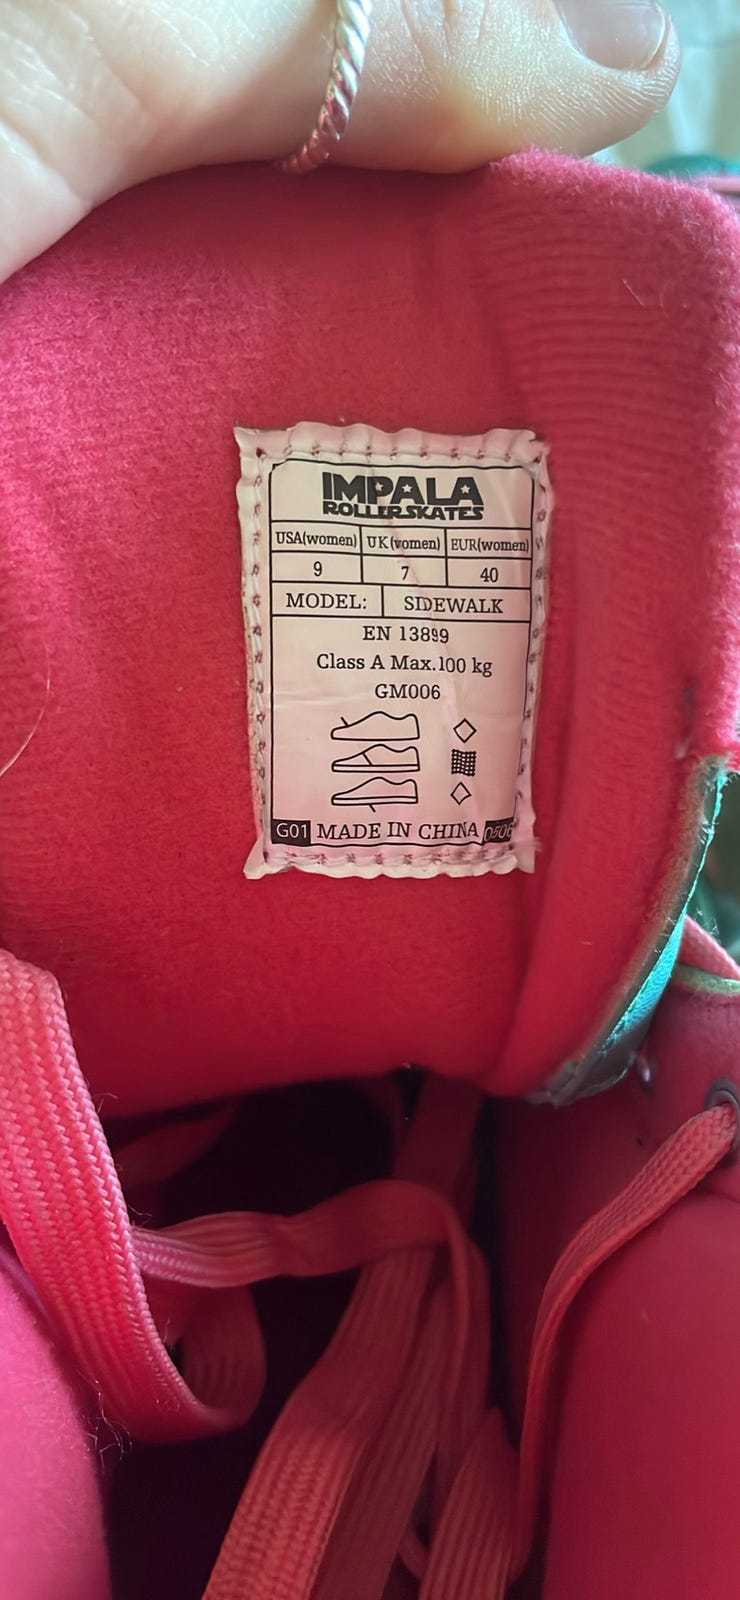 IMPALA
ROLLERSKATES
USA(women) UK(women) EUR(women)
9 7 40
MODEL: SIDEWALK
EN 13899
Class A Max.100 kg
GM006
G01 MADE IN CHINA 0506